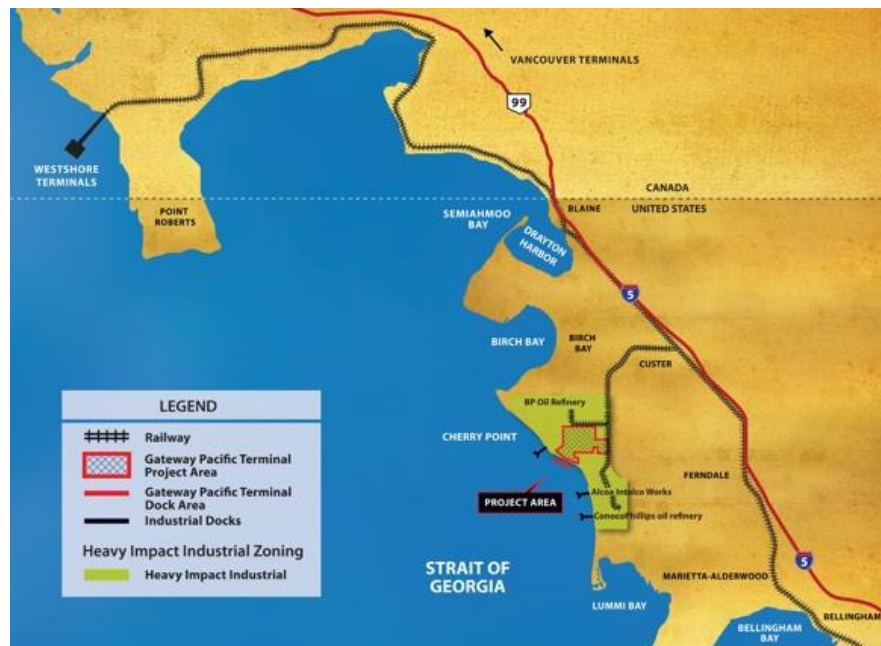 VANCOUVER TERMINALS
99
WESTSHORE
TERMINALS
CANADA
UNITED STATES
POINT
ROBERTS
SEMIAHMOO
BAY
BLAINE
DRAYTON
HARBOR
5
BIRCH BAY
BIRCH
BAY
CUSTER
LEGEND
Railway
Gateway Pacific Terminal
Project Area
Gateway Pacific Terminal
Dock Area
Industrial Docks
Heavy Impact Industrial Zoning
Heavy Impact Industrial
BP Oil Refinery
CHERRY POINT
FERNDALE
PROJECT AREA
Alcoa Intalco Works
ConocoPhillips oil refinery
STRAIT OF
GEORGIA
5
MARIETTA-ALDERWOOD
LUMMI BAY
BELLINGHAM
BELLINGHAM
BAY